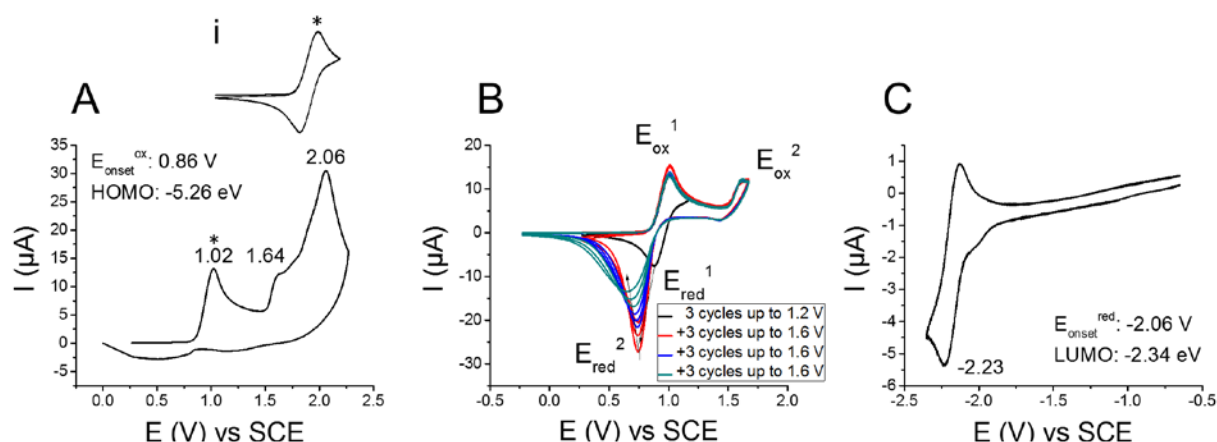 i
*
A
E_onset^ox: 0.86 V
HOMO: -5.26 eV
2.06
*
1.02
1.64
35
30
25
20
15
10
5
0
-5
I (µA)
0.0 0.5 1.0 1.5 2.0 2.5
E (V) vs SCE
B
E_ox^1
E_ox^2
E_red^1
E_red^2
3 cycles up to 1.2 V
+3 cycles up to 1.6 V
+3 cycles up to 1.6 V
+3 cycles up to 1.6 V
20
10
0
-10
-20
-30
I (µA)
-0.5 0.0 0.5 1.0 1.5 2.0
E (V) vs SCE
C
E_onset^red: -2.06 V
LUMO: -2.34 eV
-2.23
1
0
-1
-2
-3
-4
-5
-6
I (µA)
-2.5 -2.0 -1.5 -1.0 -0.5
E (V) vs SCE